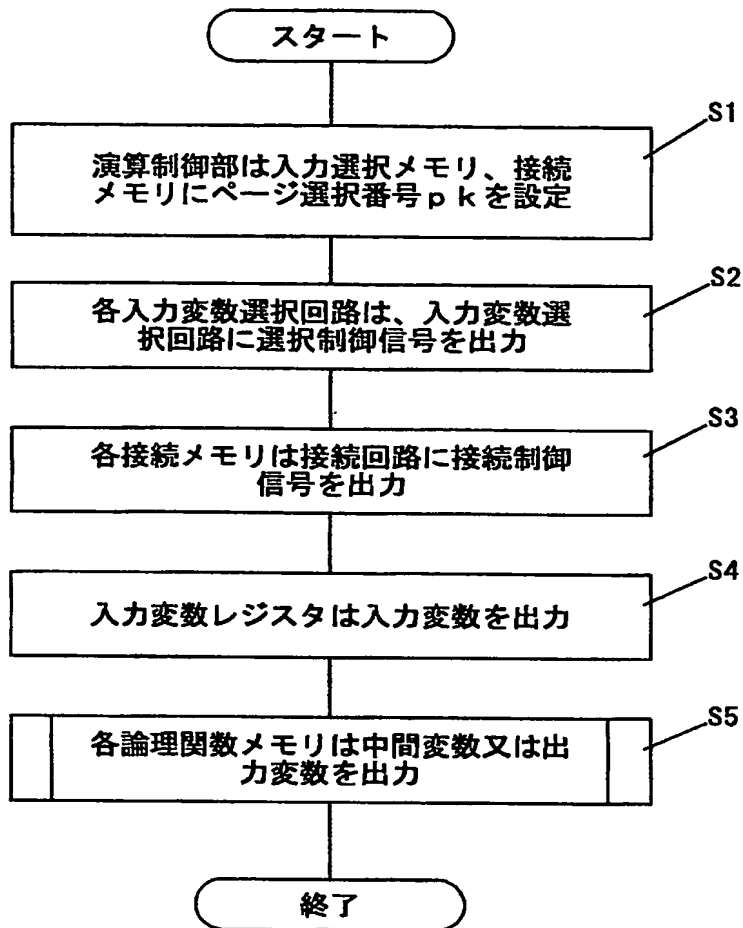 スタート
S1
演算制御部は入力選択メモリ、接続
メモリにページ選択番号ｐｋを設定
S2
各入力変数選択回路は、入力変数選
択回路に選択制御信号を出力
S3
各接続メモリは接続回路に接続制御
信号を出力
S4
入力変数レジスタは入力変数を出力
S5
各論理関数メモリは中間変数又は出
力変数を出力
終了